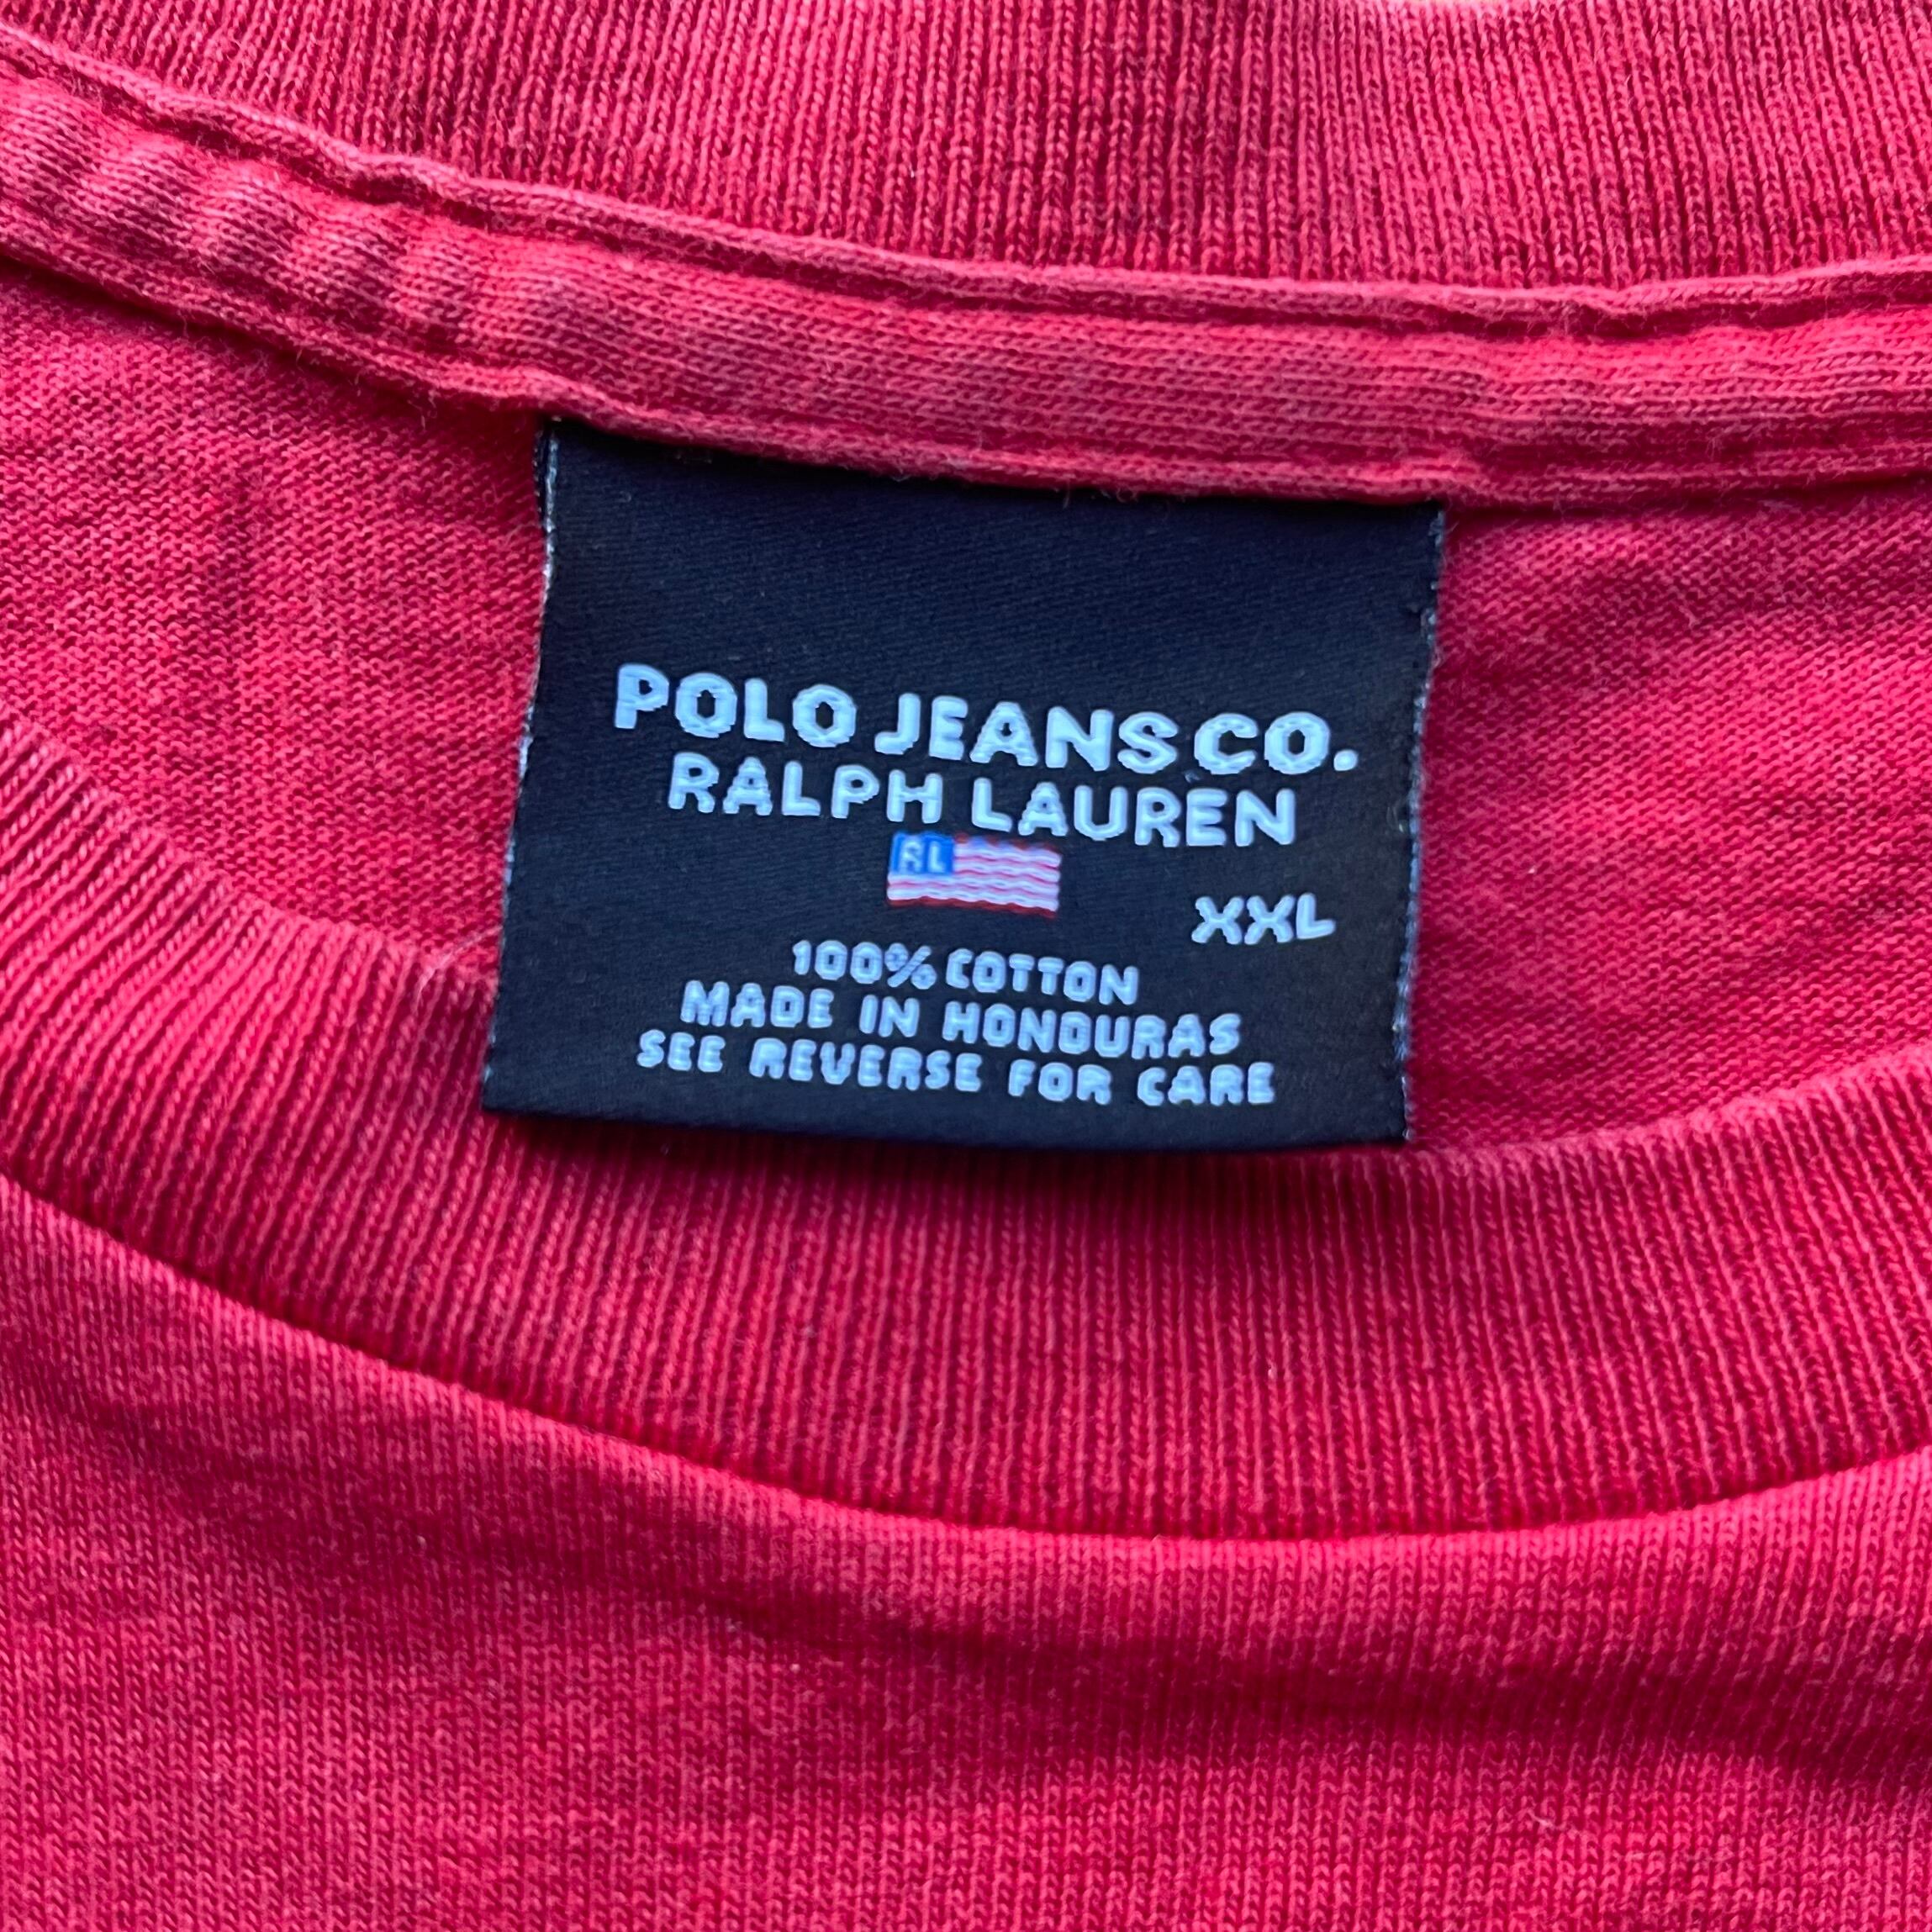 POLO JEANS CO.
RALPH LAUREN
RL
XXL
100% COTTON
MADE IN HONDURAS
SEE REVERSE FOR CARE